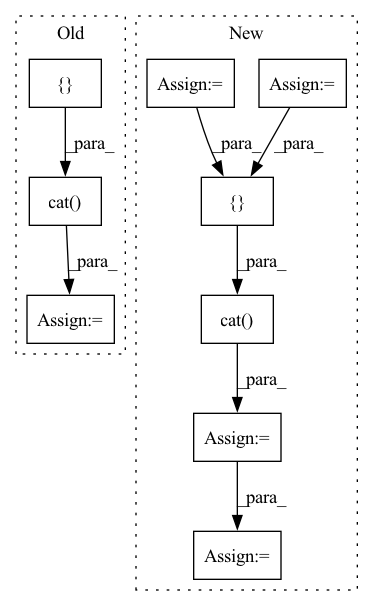 Old
New
{}
Assign:=
Assign:=
_para_
_para_
_para_
cat()
{}
_para_
_para_
Assign:=
cat()
_para_
Assign:=
_para_
Assign:=